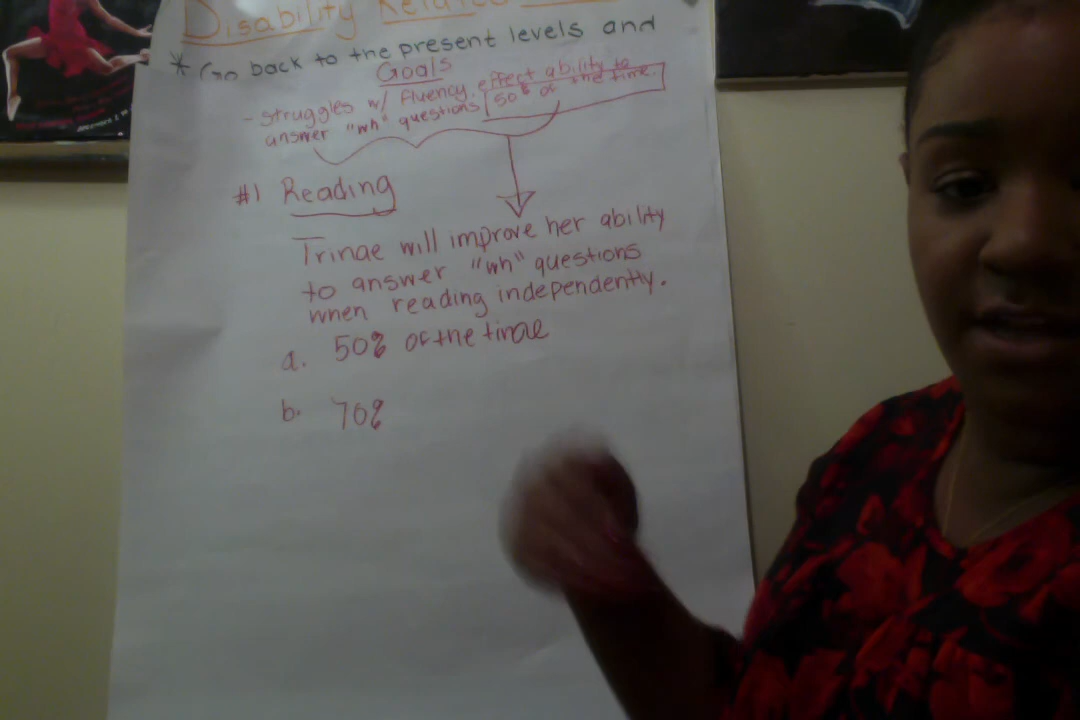 Disability Related
* Go back to the present levels and
Goals
- struggles w/ fluency. effect ability to
answer "wh" questions 50% of the time.
#1 Reading
Trinae will improve her ability
to answer "wh" questions
when reading independently.
a. 50% of the time
b. 70%